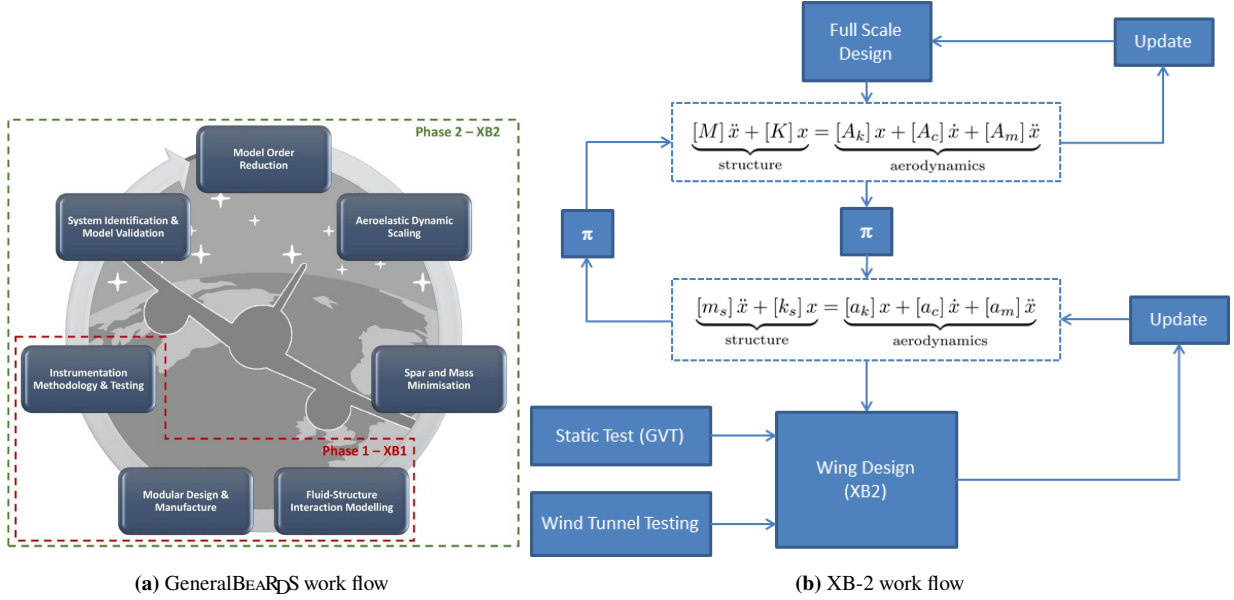 Phase 2 – XB2
Model Order
Reduction
System Identification &
Model Validation
Aeroelastic Dynamic
Scaling
Instrumentation
Methodology & Testing
Spar and Mass
Minimisation
Phase 1 – XB1
Modular Design &
Manufacture
Fluid-Structure
Interaction Modelling
(a) GeneralBEARDS work flow
Full Scale
Design
Update
[M] ẍ + [K] x = [A_k] x + [A_c] ẋ + [A_m] ẍ
structure
aerodynamics
π
π
[m_s] ẍ + [k_s] x = [a_k] x + [a_c] ẋ + [a_m] ẍ
structure
aerodynamics
Update
Static Test (GVT)
Wing Design
(XB2)
Wind Tunnel Testing
(b) XB-2 work flow